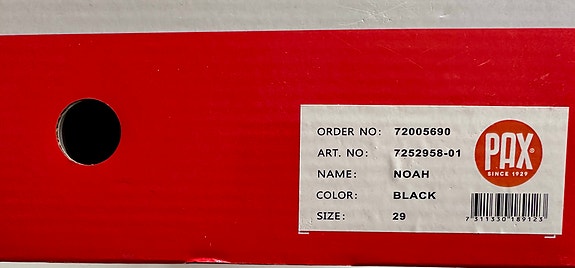 ORDER NO: 72005690
ART. NO: 7252958-01
NAME: NOAH
COLOR: BLACK
SIZE: 29
PAX®
SINCE 1929
7 311330 189123